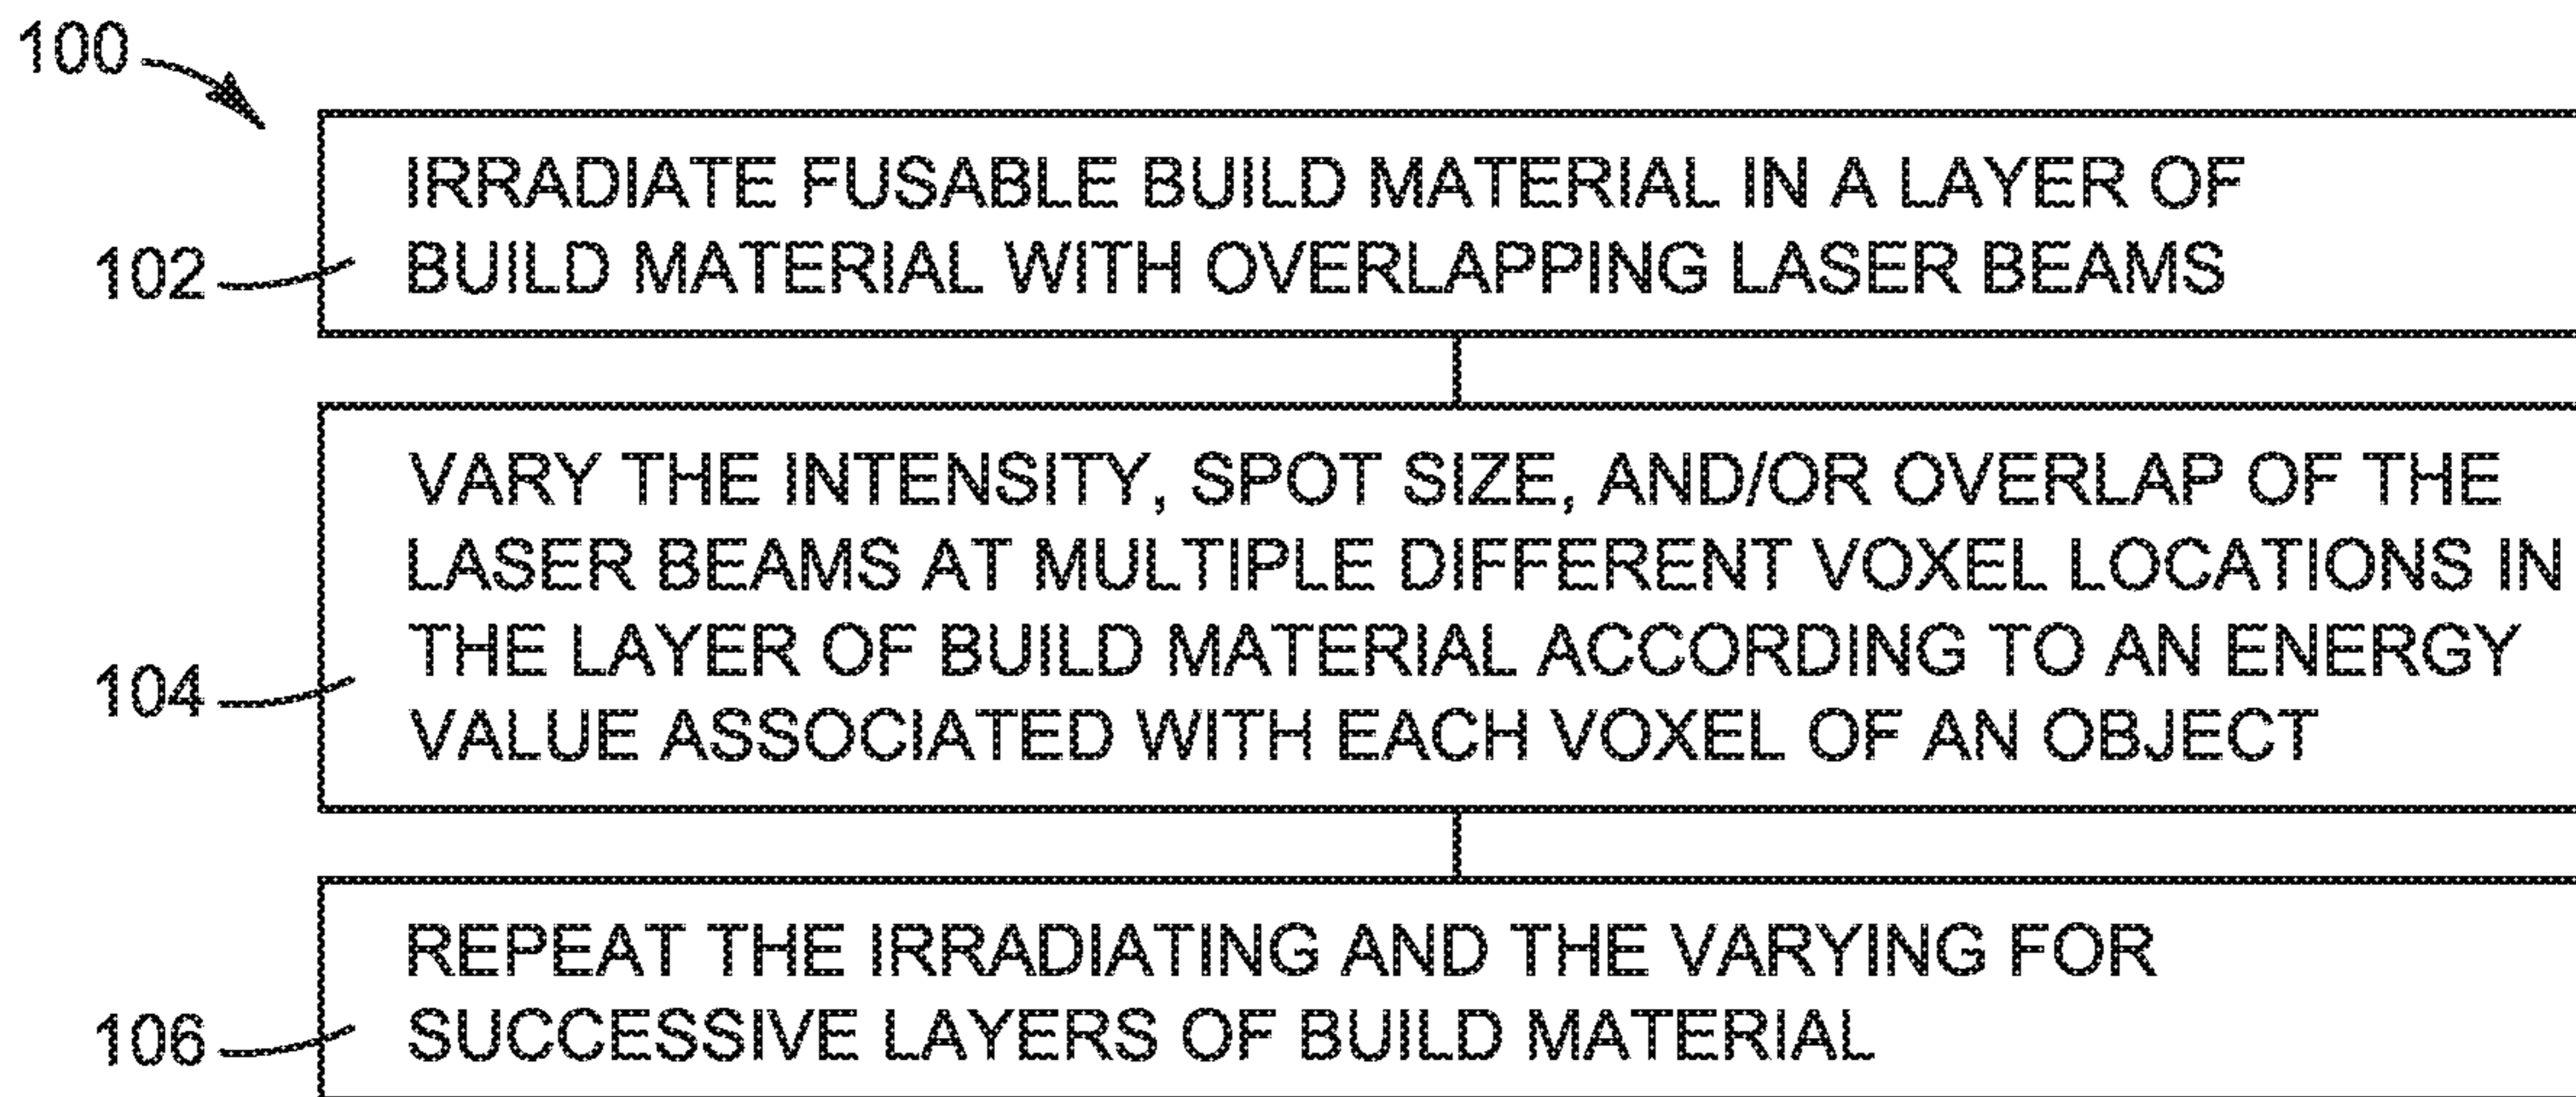 100
IRRADIATE FUSABLE BUILD MATERIAL IN A LAYER OF
102
BUILD MATERIAL WITH OVERLAPPING LASER BEAMS
VARY THE INTENSITY, SPOT SIZE, AND/OR OVERLAP OF THE
LASER BEAMS AT MULTIPLE DIFFERENT VOXEL LOCATIONS IN
THE LAYER OF BUILD MATERIAL ACCORDING TO AN ENERGY
104
VALUE ASSOCIATED WITH EACH VOXEL OF AN OBJECT
REPEAT THE IRRADIATING AND THE VARYING FOR
106
SUCCESSIVE LAYERS OF BUILD MATERIAL